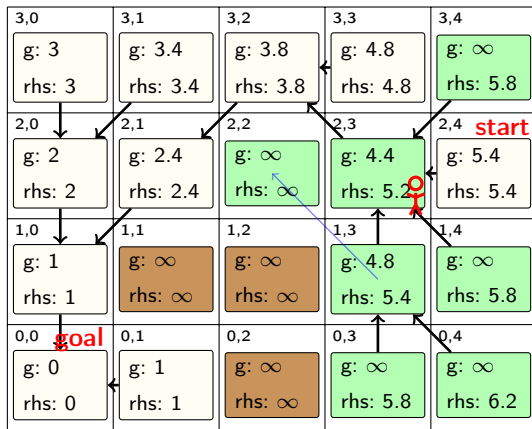 3,0 3,1 3,2 3,3 3,4
g: 3 g: 3.4 g: 3.8 g: 4.8 g: ∞
rhs: 3 rhs: 3.4 rhs: 3.8 rhs: 4.8 rhs: 5.8
2,0 2,1 2,2 2,3 2,4 start
g: 2 g: 2.4 g: ∞ g: 4.4 g: 5.4
rhs: 2 rhs: 2.4 rhs: ∞ rhs: 5.2 rhs: 5.4
1,0 1,1 1,2 1,3 1,4
g: 1 g: ∞ g: ∞ g: 4.8 g: ∞
rhs: 1 rhs: ∞ rhs: ∞ rhs: 5.4 rhs: 5.8
0,0 goal 0,1 0,2 0,3 0,4
g: 0 g: 1 g: ∞ g: ∞ g: ∞
rhs: 0 rhs: 1 rhs: ∞ rhs: 5.8 rhs: 6.2